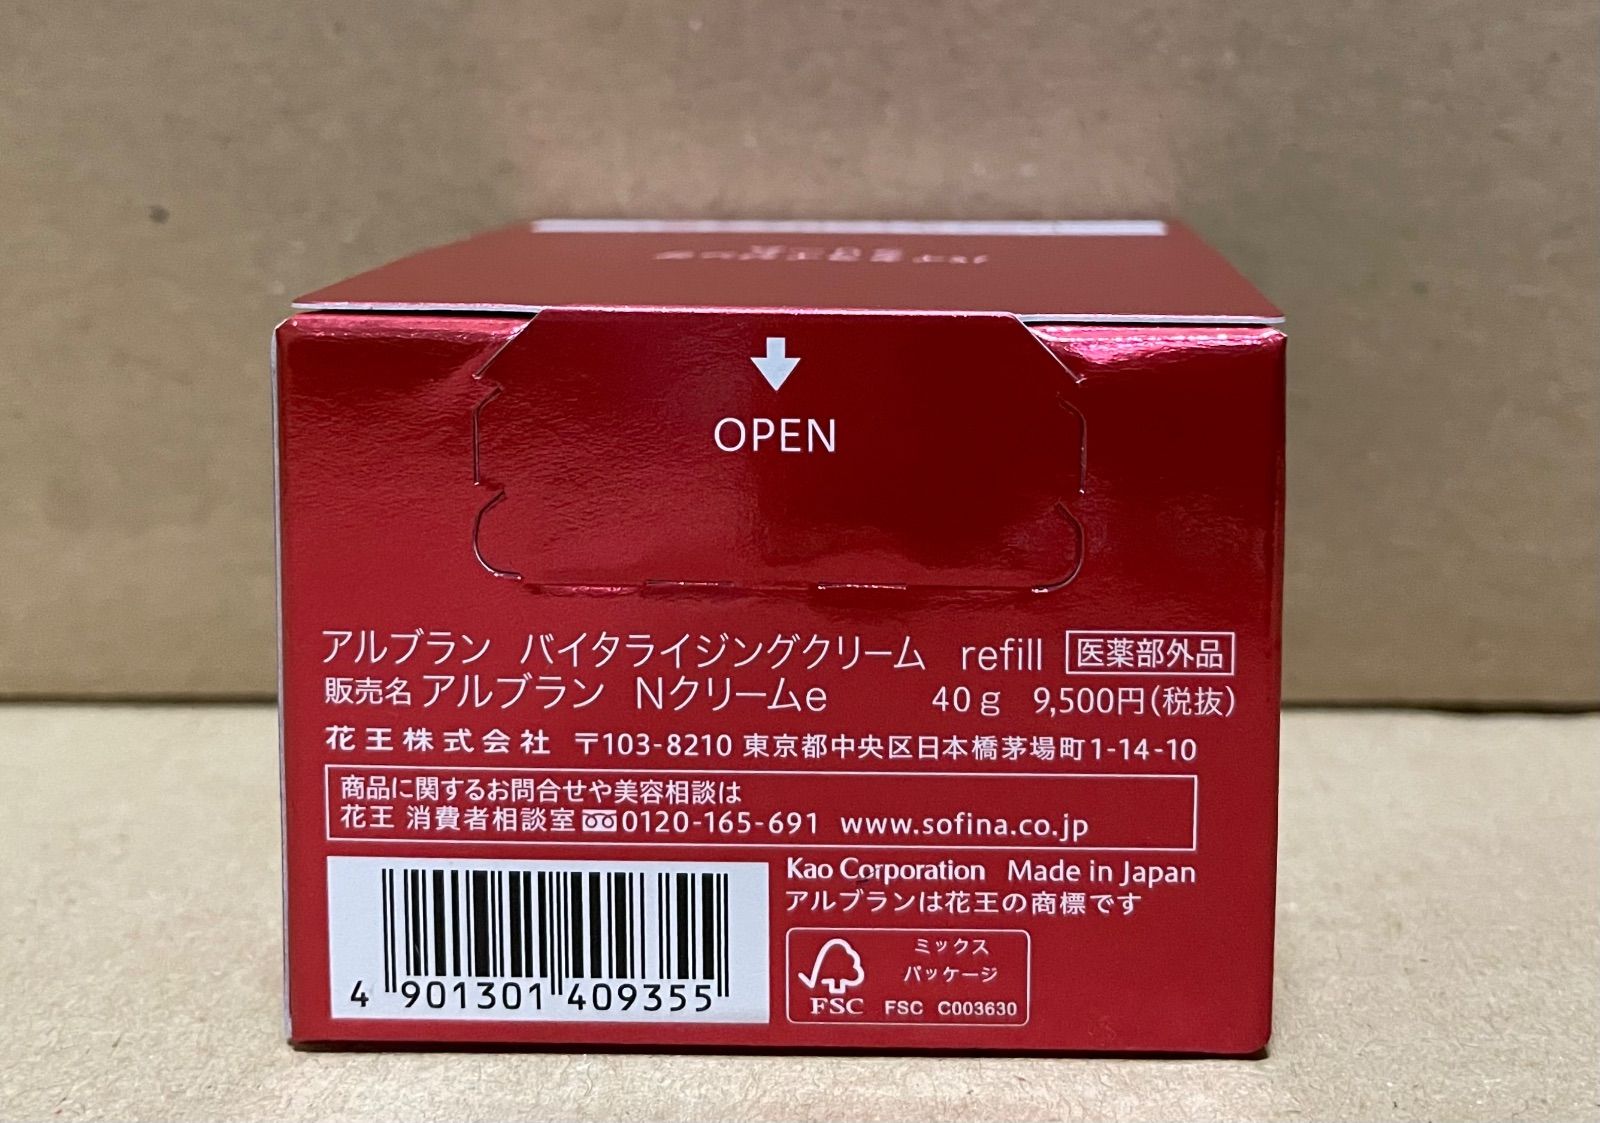 OPEN
アルブラン バイタライジングクリーム refill 医薬部外品
販売名 アルブラン Nクリームe 40g 9,500円(税抜)
花王株式会社 〒103-8210 東京都中央区日本橋茅場町1-14-10
商品に関するお問合せや美容相談は
花王 消費者相談室 0120-165-691 www.sofina.co.jp
Kao Corporation Made in Japan
アルブランは花王の商標です
4 901301 409355
ミックス
パッケージ
FSC FSC C003630